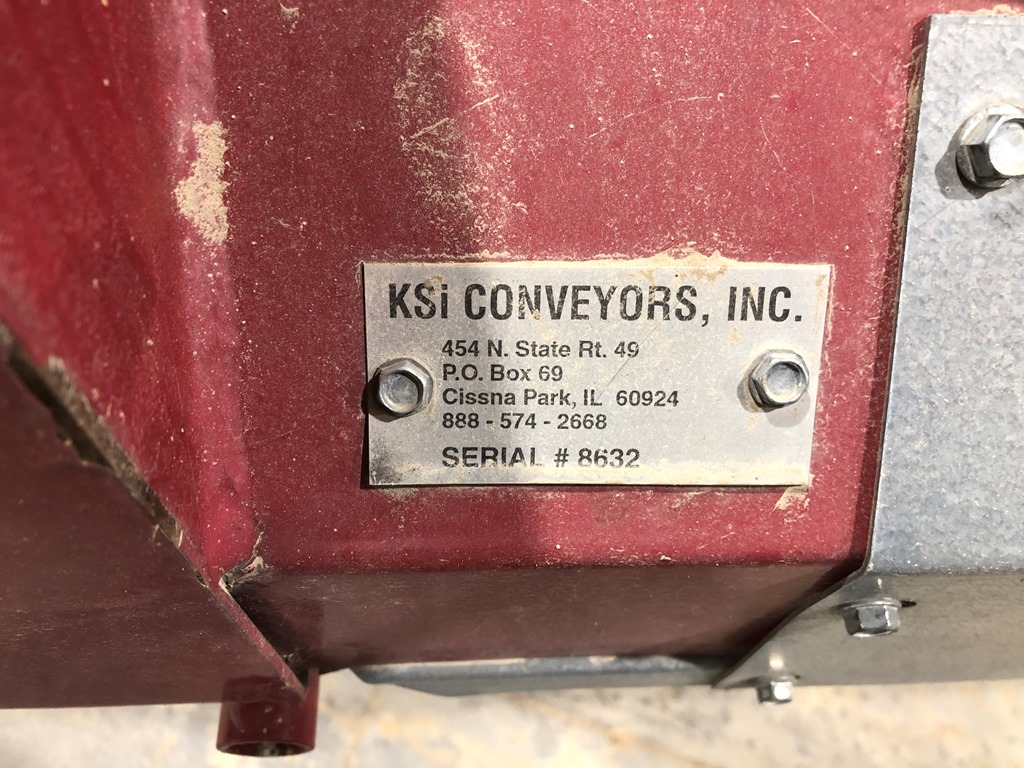 KSi CONVEYORS, INC.
454 N. State Rt. 49
P.O. Box 69
Cissna Park, IL 60924
888 - 574 - 2668
SERIAL # 8632